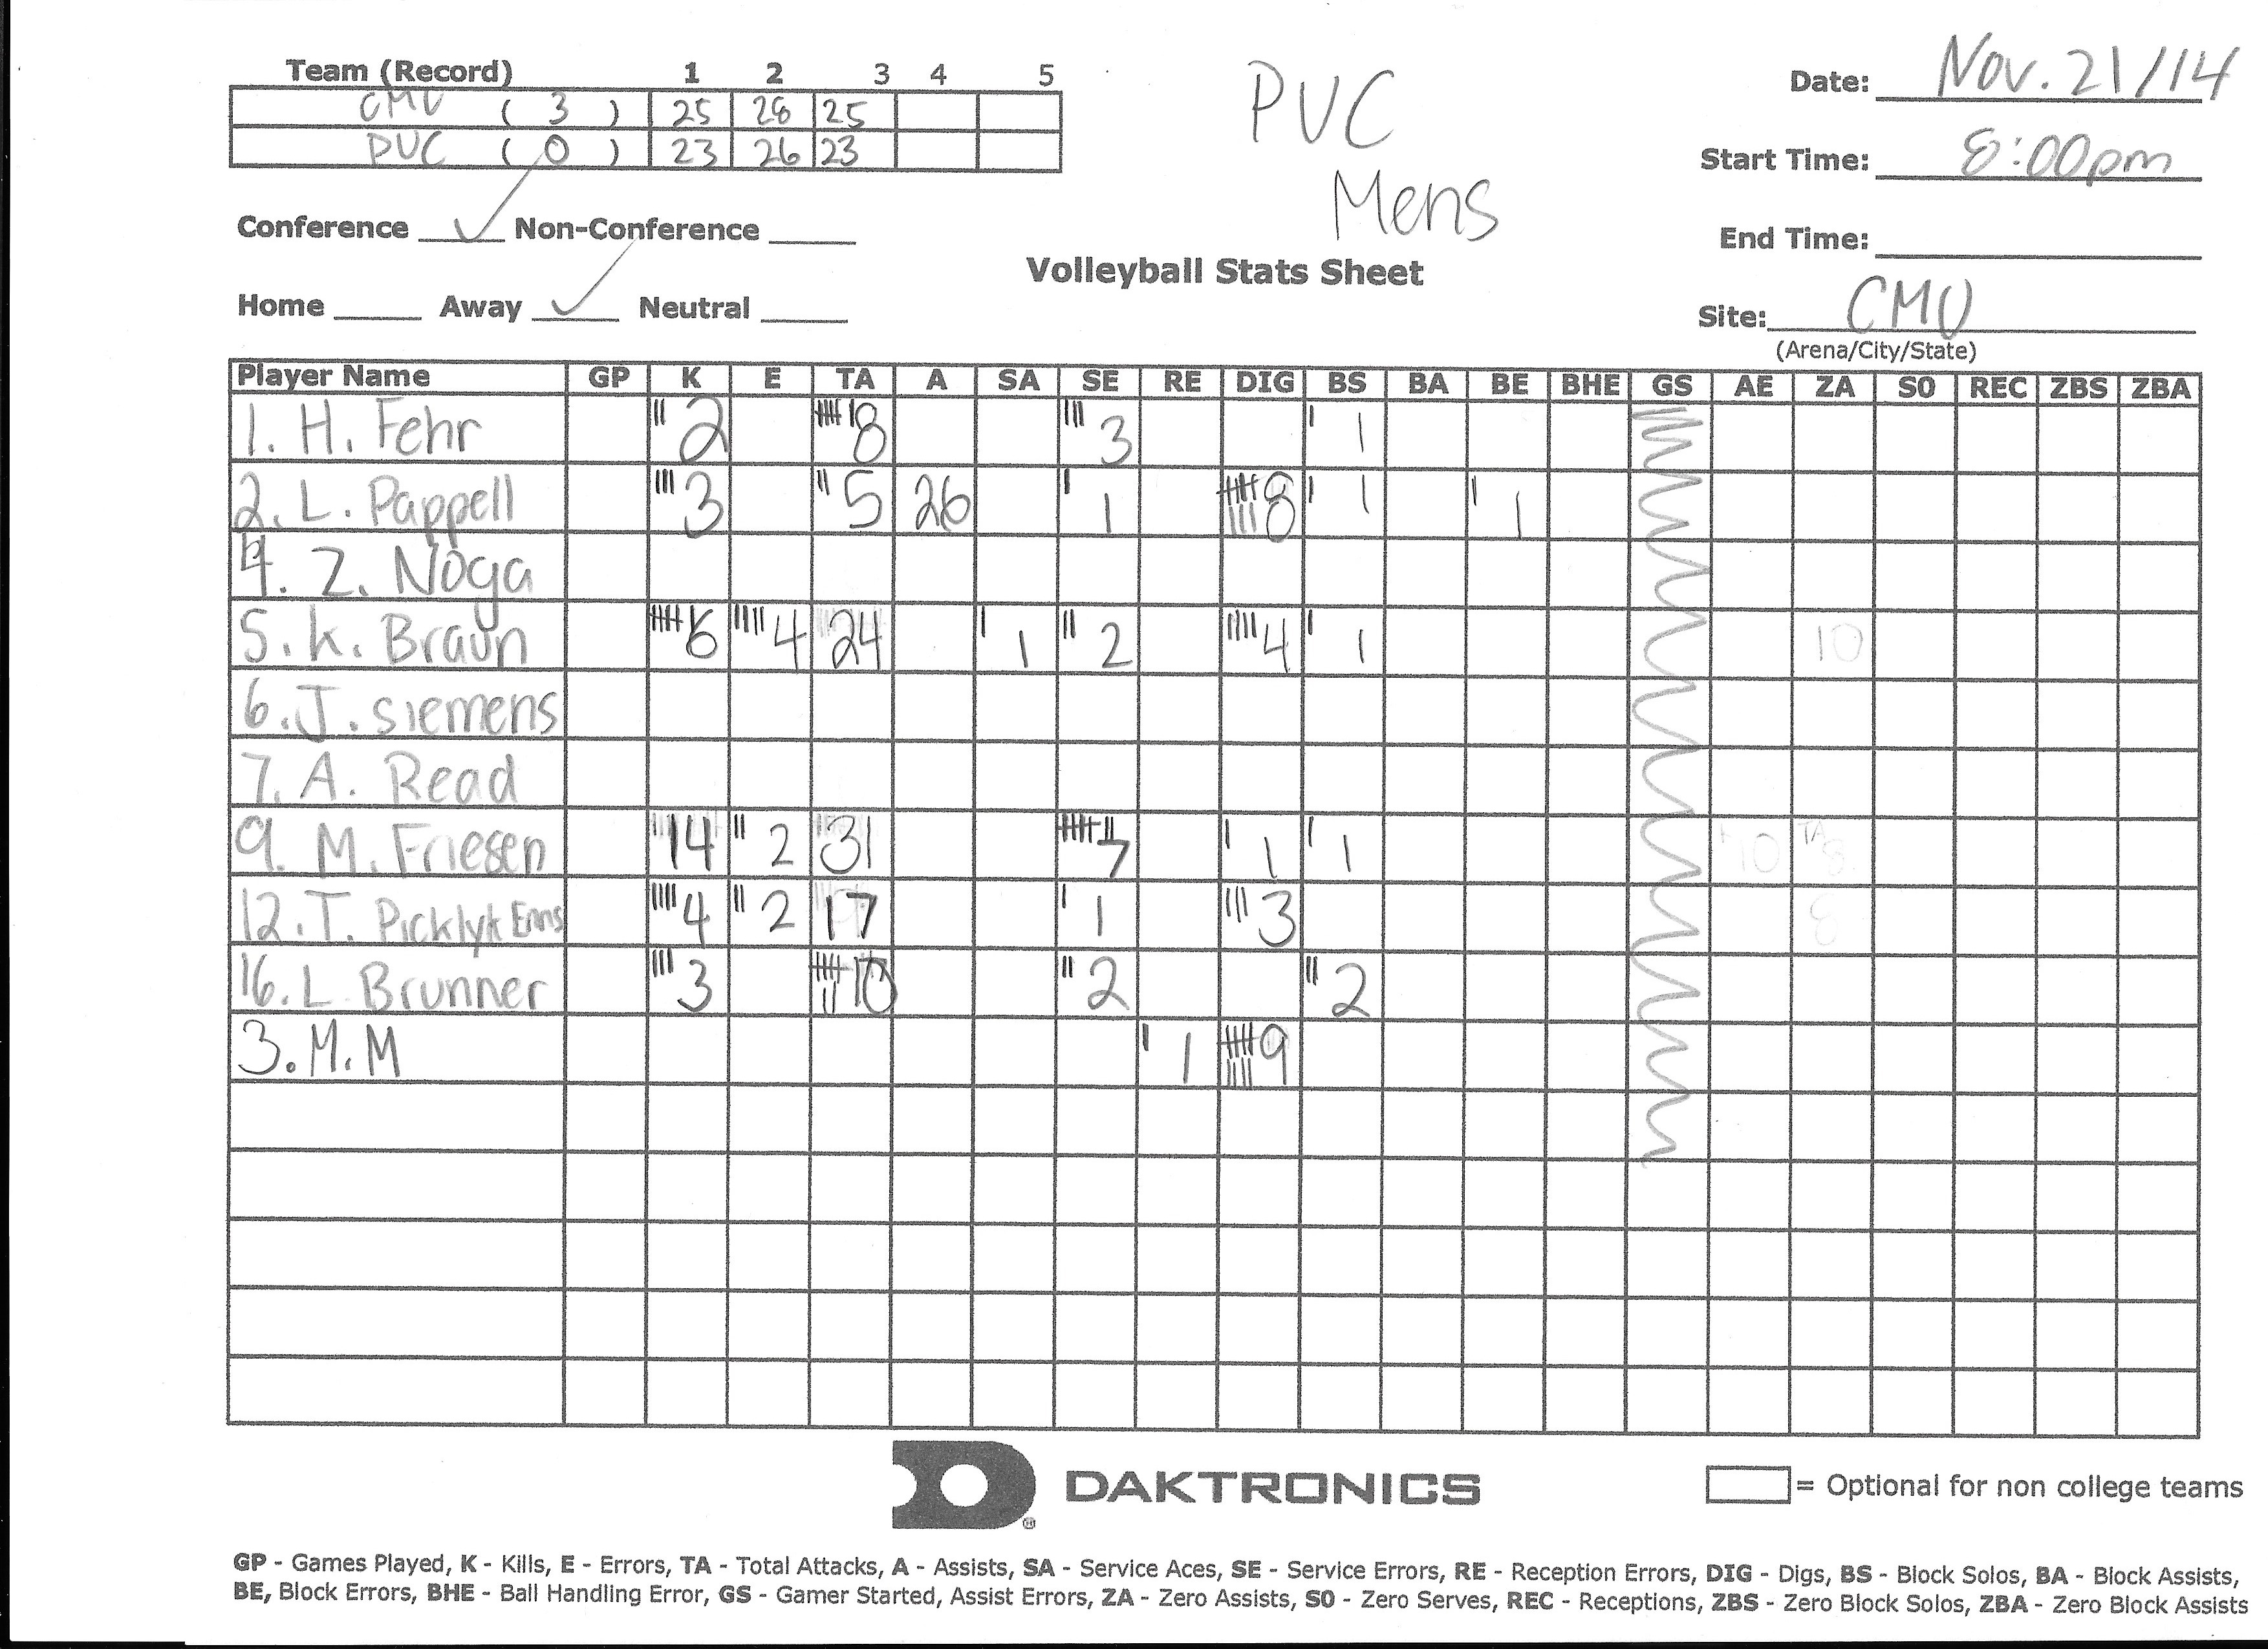 Team (Record) 1 2 3 4 5
CMU ( 3 ) 25 28 25
PVC ( 0 ) 23 26 23
PVC
Mens
Date: Nov. 21/14
Start Time: 8:00pm
End Time:
Site: CMU
(Arena/City/State)
Conference ✓ Non-Conference
Home Away ✓ Neutral
Volleyball Stats Sheet
Player Name GP K E TA A SA SE RE DIG BS BA BE BHE GS AE ZA S0 REC ZBS ZBA
1. H. Fehr 2 8 3 1
2. L. Pappell 3 5 26 1 8 1 1
4. Z. Noga
5. K. Braun 6 4 24 1 2 4 1 10
6. J. Siemens
7. A. Read
9. M. Friesen 14 2 31 7 1 1 10 TA 8
12. T. Picklyk Enns 4 2 17 1 3 8
16. L. Brunner 3 10 2 2
3. M. M 1 9
DAKTRONICS
= Optional for non college teams
GP - Games Played, K - Kills, E - Errors, TA - Total Attacks, A - Assists, SA - Service Aces, SE - Service Errors, RE - Reception Errors, DIG - Digs, BS - Block Solos, BA - Block Assists,
BE, Block Errors, BHE - Ball Handling Error, GS - Gamer Started, Assist Errors, ZA - Zero Assists, S0 - Zero Serves, REC - Receptions, ZBS - Zero Block Solos, ZBA - Zero Block Assists